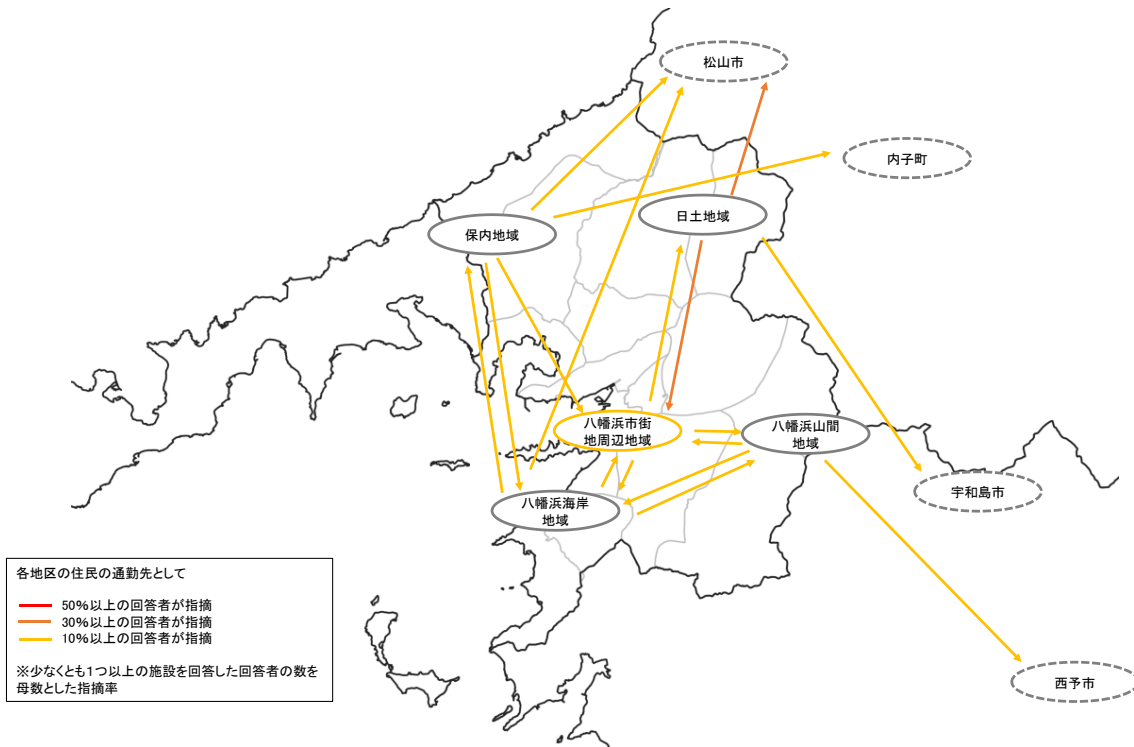 松山市
内子町
日土地域
保内地域
八幡浜市街
地周辺地域
八幡浜山間
地域
宇和島市
八幡浜海岸
地域
各地区の住民の通勤先として
50%以上の回答者が指摘
30%以上の回答者が指摘
10%以上の回答者が指摘
※少なくとも1つ以上の施設を回答した回答者の数を
母数とした指摘率
西予市